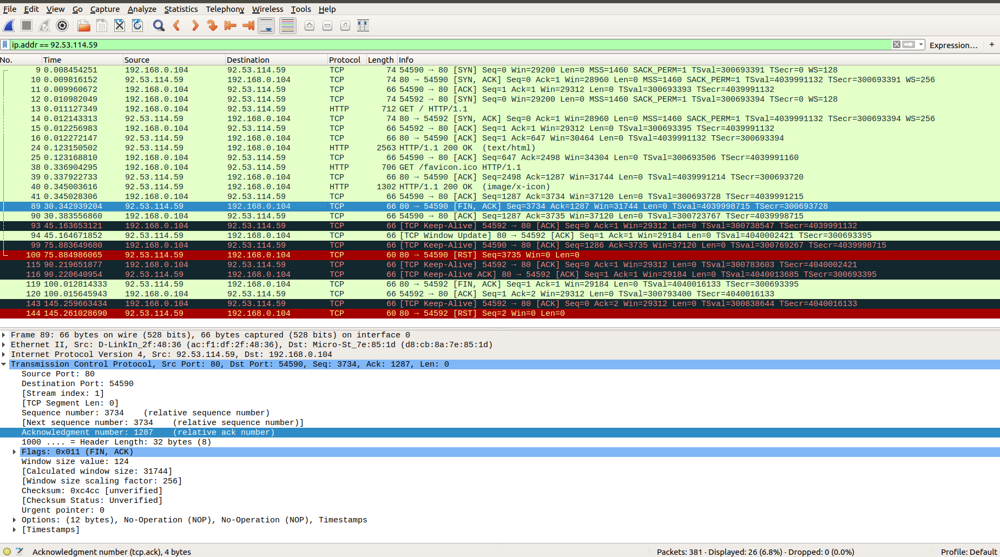 File Edit View Go Capture Analyze Statistics Telephony Wireless Tools Help
ip.addr == 92.53.114.59 Expression… +
No. Time Source Destination Protocol Length Info
9 0.008454251 192.168.0.104 92.53.114.59 TCP 74 54590 → 80 [SYN] Seq=0 Win=29200 Len=0 MSS=1460 SACK_PERM=1 TSval=300693391 TSecr=0 WS=128
10 0.009816152 92.53.114.59 192.168.0.104 TCP 74 80 → 54590 [SYN, ACK] Seq=0 Ack=1 Win=28960 Len=0 MSS=1460 SACK_PERM=1 TSval=4039991132 TSecr=300693391 WS=256
11 0.009960672 192.168.0.104 92.53.114.59 TCP 66 54590 → 80 [ACK] Seq=1 Ack=1 Win=29312 Len=0 TSval=300693393 TSecr=4039991132
12 0.010982049 192.168.0.104 92.53.114.59 TCP 74 54592 → 80 [SYN] Seq=0 Win=29200 Len=0 MSS=1460 SACK_PERM=1 TSval=300693394 TSecr=0 WS=128
13 0.011127349 192.168.0.104 92.53.114.59 HTTP 712 GET / HTTP/1.1
14 0.012143313 92.53.114.59 192.168.0.104 TCP 74 80 → 54592 [SYN, ACK] Seq=0 Ack=1 Win=28960 Len=0 MSS=1460 SACK_PERM=1 TSval=4039991132 TSecr=300693394 WS=256
15 0.012256983 192.168.0.104 92.53.114.59 TCP 66 54592 → 80 [ACK] Seq=1 Ack=1 Win=29312 Len=0 TSval=300693395 TSecr=4039991132
16 0.012272147 92.53.114.59 192.168.0.104 TCP 66 80 → 54590 [ACK] Seq=1 Ack=647 Win=30464 Len=0 TSval=4039991132 TSecr=300693394
24 0.123150502 92.53.114.59 192.168.0.104 HTTP 2563 HTTP/1.1 200 OK (text/html)
25 0.123168810 192.168.0.104 92.53.114.59 TCP 66 54590 → 80 [ACK] Seq=647 Ack=2498 Win=34304 Len=0 TSval=300693506 TSecr=4039991160
38 0.336904295 192.168.0.104 92.53.114.59 HTTP 706 GET /favicon.ico HTTP/1.1
39 0.337922733 92.53.114.59 192.168.0.104 TCP 66 80 → 54590 [ACK] Seq=2498 Ack=1287 Win=31744 Len=0 TSval=4039991214 TSecr=300693720
40 0.345003616 92.53.114.59 192.168.0.104 HTTP 1302 HTTP/1.1 200 OK (image/x-icon)
41 0.345028306 192.168.0.104 92.53.114.59 TCP 66 54590 → 80 [ACK] Seq=1287 Ack=3734 Win=37120 Len=0 TSval=300693728 TSecr=4039991215
89 30.342939204 92.53.114.59 192.168.0.104 TCP 66 80 → 54590 [FIN, ACK] Seq=3734 Ack=1287 Win=31744 Len=0 TSval=4039998715 TSecr=300693728
90 30.383556860 192.168.0.104 92.53.114.59 TCP 66 54590 → 80 [ACK] Seq=1287 Ack=3735 Win=37120 Len=0 TSval=300723767 TSecr=4039998715
93 45.163653121 192.168.0.104 92.53.114.59 TCP 66 [TCP Keep-Alive] 54592 → 80 [ACK] Seq=0 Ack=1 Win=29312 Len=0 TSval=300738547 TSecr=4039991132
94 45.164671852 92.53.114.59 192.168.0.104 TCP 66 [TCP Window Update] 80 → 54592 [ACK] Seq=1 Ack=1 Win=29184 Len=0 TSval=4040002421 TSecr=300693395
99 75.883649680 192.168.0.104 92.53.114.59 TCP 66 [TCP Keep-Alive] 54590 → 80 [ACK] Seq=1286 Ack=3735 Win=37120 Len=0 TSval=300769267 TSecr=4039998715
100 75.884986065 92.53.114.59 192.168.0.104 TCP 60 80 → 54590 [RST] Seq=3735 Win=0 Len=0
115 90.219651877 192.168.0.104 92.53.114.59 TCP 66 [TCP Keep-Alive] 54592 → 80 [ACK] Seq=0 Ack=1 Win=29312 Len=0 TSval=300783603 TSecr=4040002421
116 90.220640954 92.53.114.59 192.168.0.104 TCP 66 [TCP Keep-Alive ACK] 80 → 54592 [ACK] Seq=1 Ack=1 Win=29184 Len=0 TSval=4040013685 TSecr=300693395
119 100.012814333 92.53.114.59 192.168.0.104 TCP 66 80 → 54592 [FIN, ACK] Seq=1 Ack=1 Win=29184 Len=0 TSval=4040016133 TSecr=300693395
120 100.015645943 192.168.0.104 92.53.114.59 TCP 66 54592 → 80 [ACK] Seq=1 Ack=2 Win=29312 Len=0 TSval=300793400 TSecr=4040016133
143 145.259663434 192.168.0.104 92.53.114.59 TCP 66 [TCP Keep-Alive] 54592 → 80 [ACK] Seq=0 Ack=2 Win=29312 Len=0 TSval=300838644 TSecr=4040016133
144 145.261028690 92.53.114.59 192.168.0.104 TCP 60 80 → 54592 [RST] Seq=2 Win=0 Len=0
Frame 89: 66 bytes on wire (528 bits), 66 bytes captured (528 bits) on interface 0
Ethernet II, Src: D-LinkIn_2f:48:36 (ac:f1:df:2f:48:36), Dst: Micro-St_7e:85:1d (d8:cb:8a:7e:85:1d)
Internet Protocol Version 4, Src: 92.53.114.59, Dst: 192.168.0.104
Transmission Control Protocol, Src Port: 80, Dst Port: 54590, Seq: 3734, Ack: 1287, Len: 0
Source Port: 80
Destination Port: 54590
[Stream index: 1]
[TCP Segment Len: 0]
Sequence number: 3734 (relative sequence number)
[Next sequence number: 3734 (relative sequence number)]
Acknowledgment number: 1287 (relative ack number)
1000 .... = Header Length: 32 bytes (8)
Flags: 0x011 (FIN, ACK)
Window size value: 124
[Calculated window size: 31744]
[Window size scaling factor: 256]
Checksum: 0xc4cc [unverified]
[Checksum Status: Unverified]
Urgent pointer: 0
Options: (12 bytes), No-Operation (NOP), No-Operation (NOP), Timestamps
[Timestamps]
Acknowledgment number (tcp.ack), 4 bytes Packets: 381 · Displayed: 26 (6.8%) · Dropped: 0 (0.0%) Profile: Default